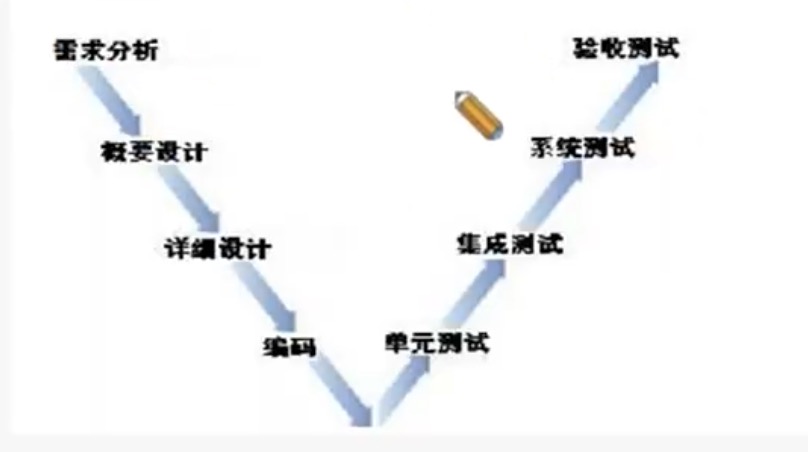 需求分析
验收测试
概要设计
系统测试
详细设计
集成测试
编码
单元测试